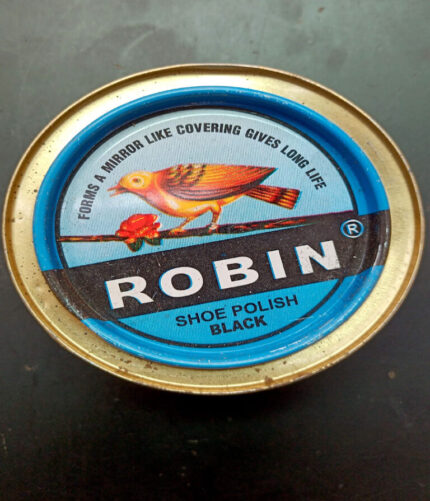 FORMS A MIRROR LIKE COVERING GIVES LONG LIFE
ROBIN ®
SHOE POLISH
BLACK